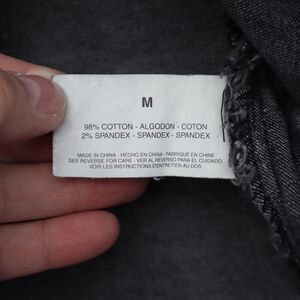 M
98% COTTON - ALGODON - COTON
2% SPANDEX - SPANDEX - SPANDEX
MADE IN CHINA - HECHO EN CHINA - FABRIQUÉ EN CHINE
SEE REVERSE FOR CARE - VER AL REVERSO PARA EL CUIDADO
VOIR LES INSTRUCTIONS D'ENTRETIEN AU DOS